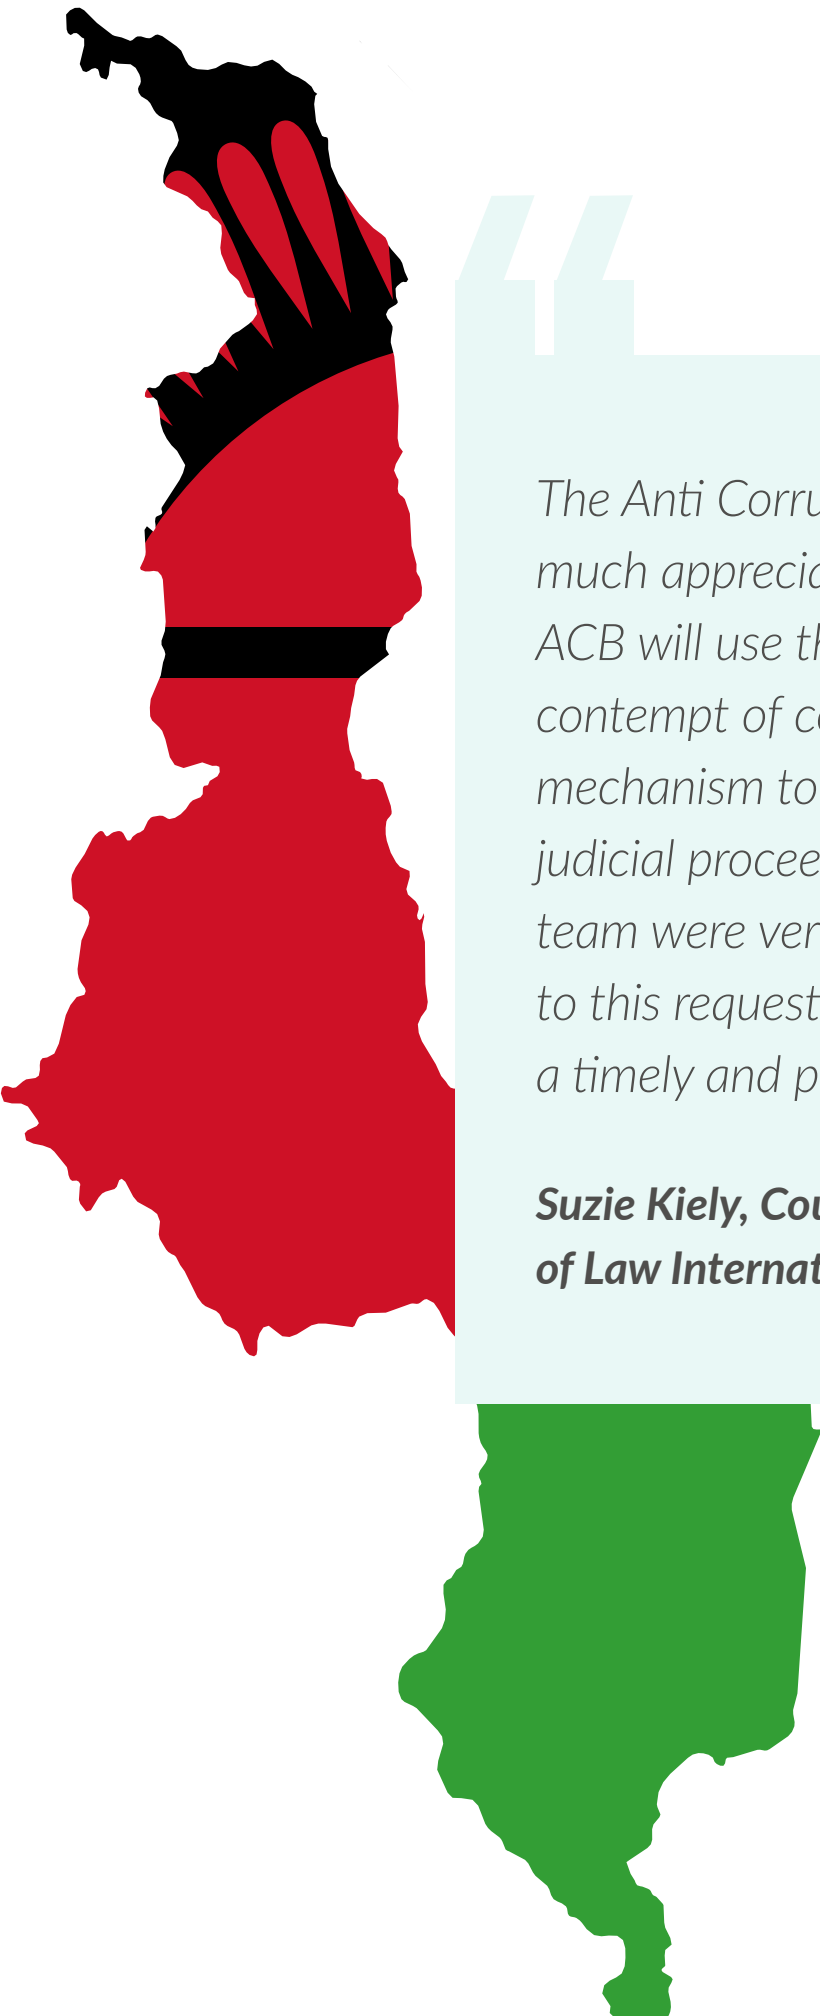 “
The Anti Corru
much apprecia
ACB will use th
contempt of co
mechanism to
judicial procee
team were ver
to this request
a timely and p
Suzie Kiely, Cou
of Law Internat